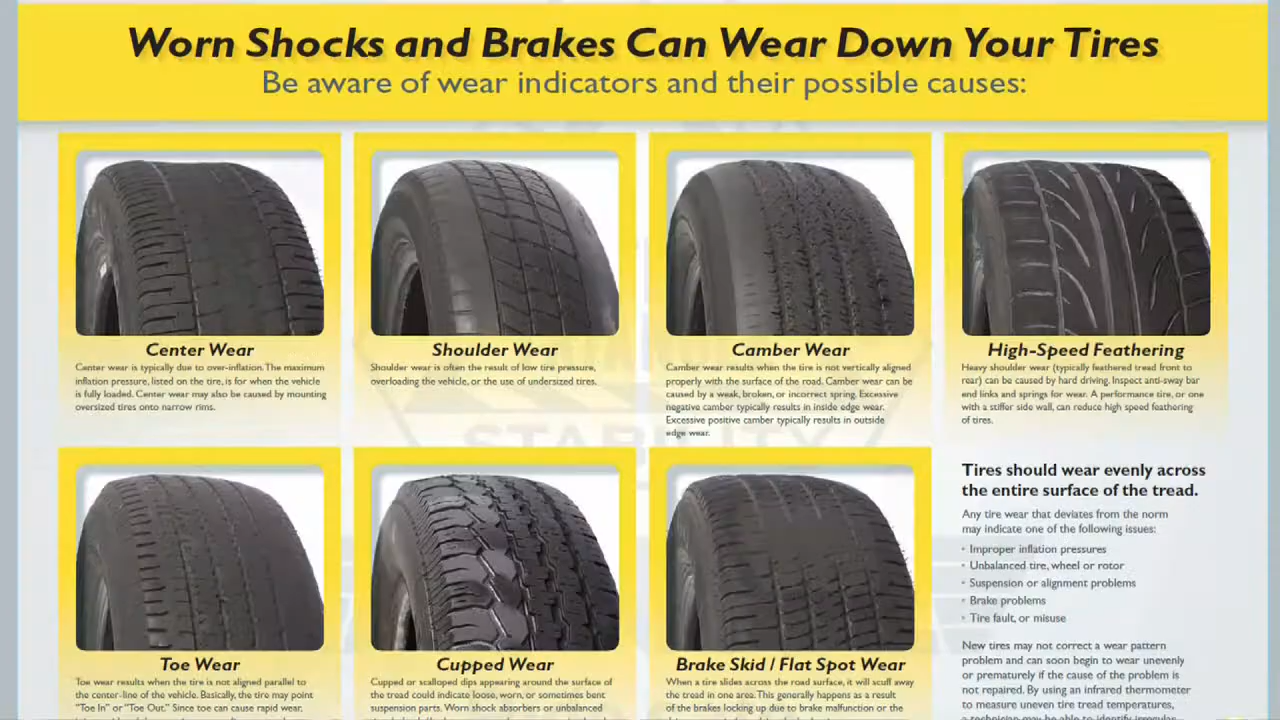 Worn Shocks and Brakes Can Wear Down Your Tires
Be aware of wear indicators and their possible causes:
Center Wear
Center wear is typically due to over-inflation. The maximum
inflation pressure, listed on the tire, is for when the vehicle
is fully loaded. Center wear may also be caused by mounting
oversized tires onto narrow rims.
Shoulder Wear
Shoulder wear is often the result of low tire pressure,
overloading the vehicle, or the use of undersized tires.
Camber Wear
Camber wear results when the tire is not vertically aligned
properly with the surface of the road. Camber wear can be
caused by a weak, broken, or incorrect spring. Excessive
negative camber typically results in inside edge wear.
Excessive positive camber typically results in outside
edge wear.
High-Speed Feathering
Heavy shoulder wear (typically feathered tread front to
rear) can be caused by hard driving. Inspect anti-sway bar
end links and springs for wear. A performance tire, or one
with a stiffer side wall, can reduce high speed feathering
of tires.
STABILITY
Toe Wear
Toe wear results when the tire is not aligned parallel to
the center-line of the vehicle. Basically, the tire may point
"Toe In" or "Toe Out." Since toe can cause rapid wear,
Cupped Wear
Cupped or scalloped dips appearing around the surface of
the tread could indicate loose, worn, or sometimes bent
suspension parts. Worn shock absorbers or unbalanced
Brake Skid / Flat Spot Wear
When a tire slides across the road surface, it will scuff away
the tread in one area. This generally happens as a result
of the brakes locking up due to brake malfunction or the
Tires should wear evenly across
the entire surface of the tread.
Any tire wear that deviates from the norm
may indicate one of the following issues:
• Improper inflation pressures
• Unbalanced tire, wheel or rotor
• Suspension or alignment problems
• Brake problems
• Tire fault, or misuse
New tires may not correct a wear pattern
problem and can soon begin to wear unevenly
or prematurely if the cause of the problem is
not repaired. By using an infrared thermometer
to measure uneven tire tread temperatures,
a technician may be able to identify irregular